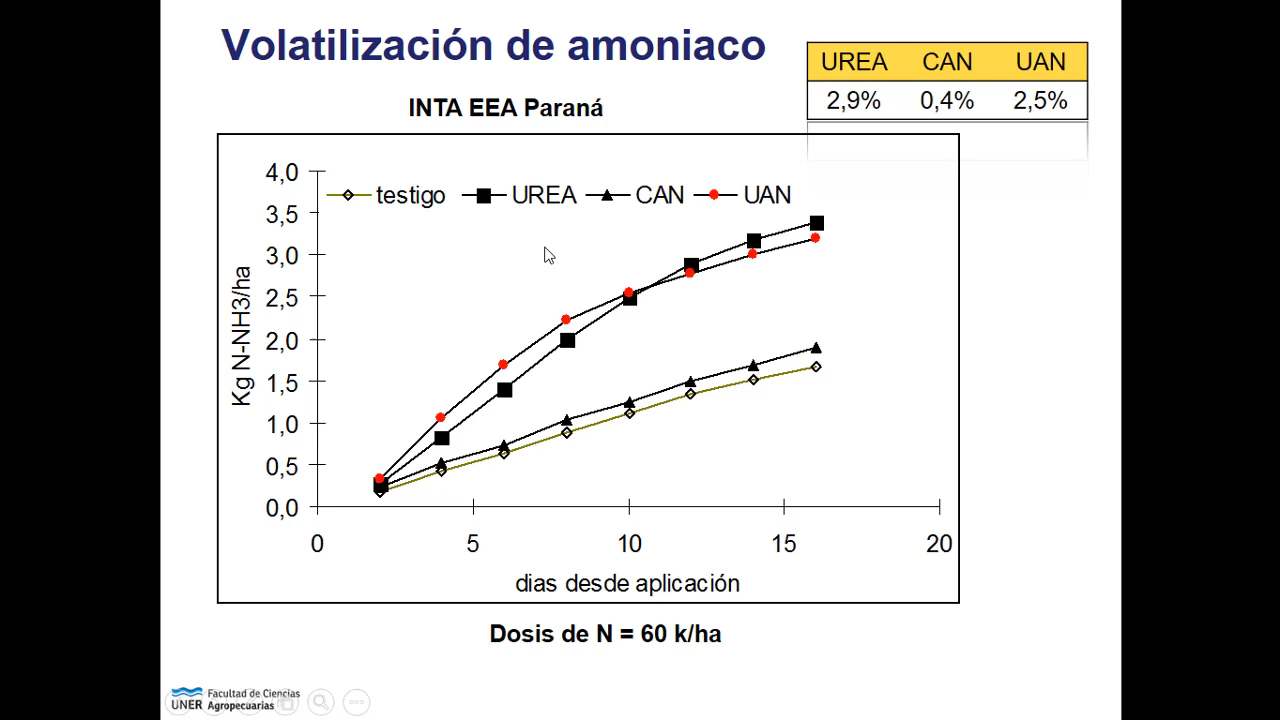 Volatilización de amoniaco
UREA CAN UAN
2,9% 0,4% 2,5%
INTA EEA Paraná
testigo UREA CAN UAN
Kg N-NH3/ha
4,0
3,5
3,0
2,5
2,0
1,5
1,0
0,5
0,0
0 5 10 15 20
dias desde aplicación
Dosis de N = 60 k/ha
UNER Facultad de Ciencias
Agropecuarias